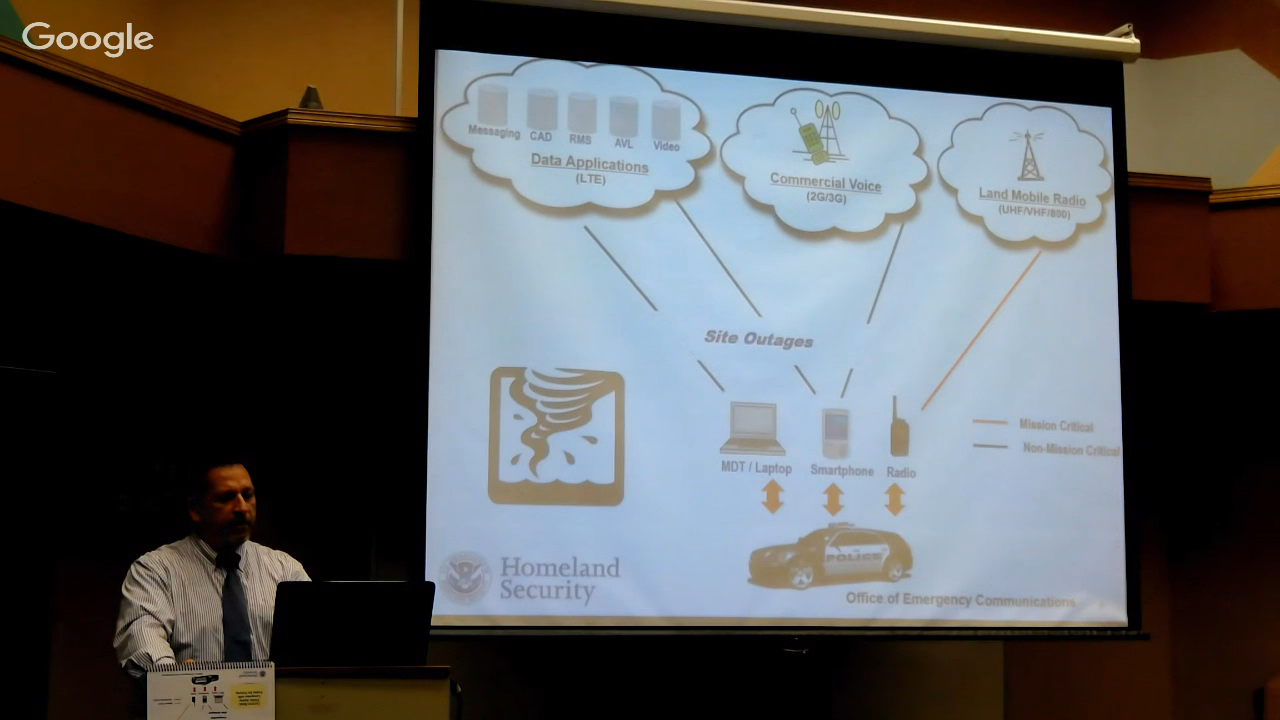 Google
Messaging
CAD
RMS
AVL
Video
Data Applications
(LTE)
Commercial Voice
(2G/3G)
Land Mobile Radio
(UHF/VHF/800)
Site Outages
Mission Critical
Non-Mission Critical
MDT / Laptop
Smartphone
Radio
POLICE
Homeland
Security
Office of Emergency Communications